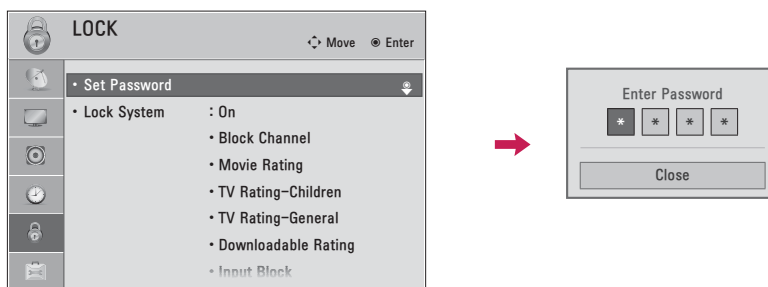 LOCK
Move Enter
• Set Password
• Lock System : On
• Block Channel
• Movie Rating
• TV Rating-Children
• TV Rating-General
• Downloadable Rating
• Input Block
Enter Password
* * * *
Close